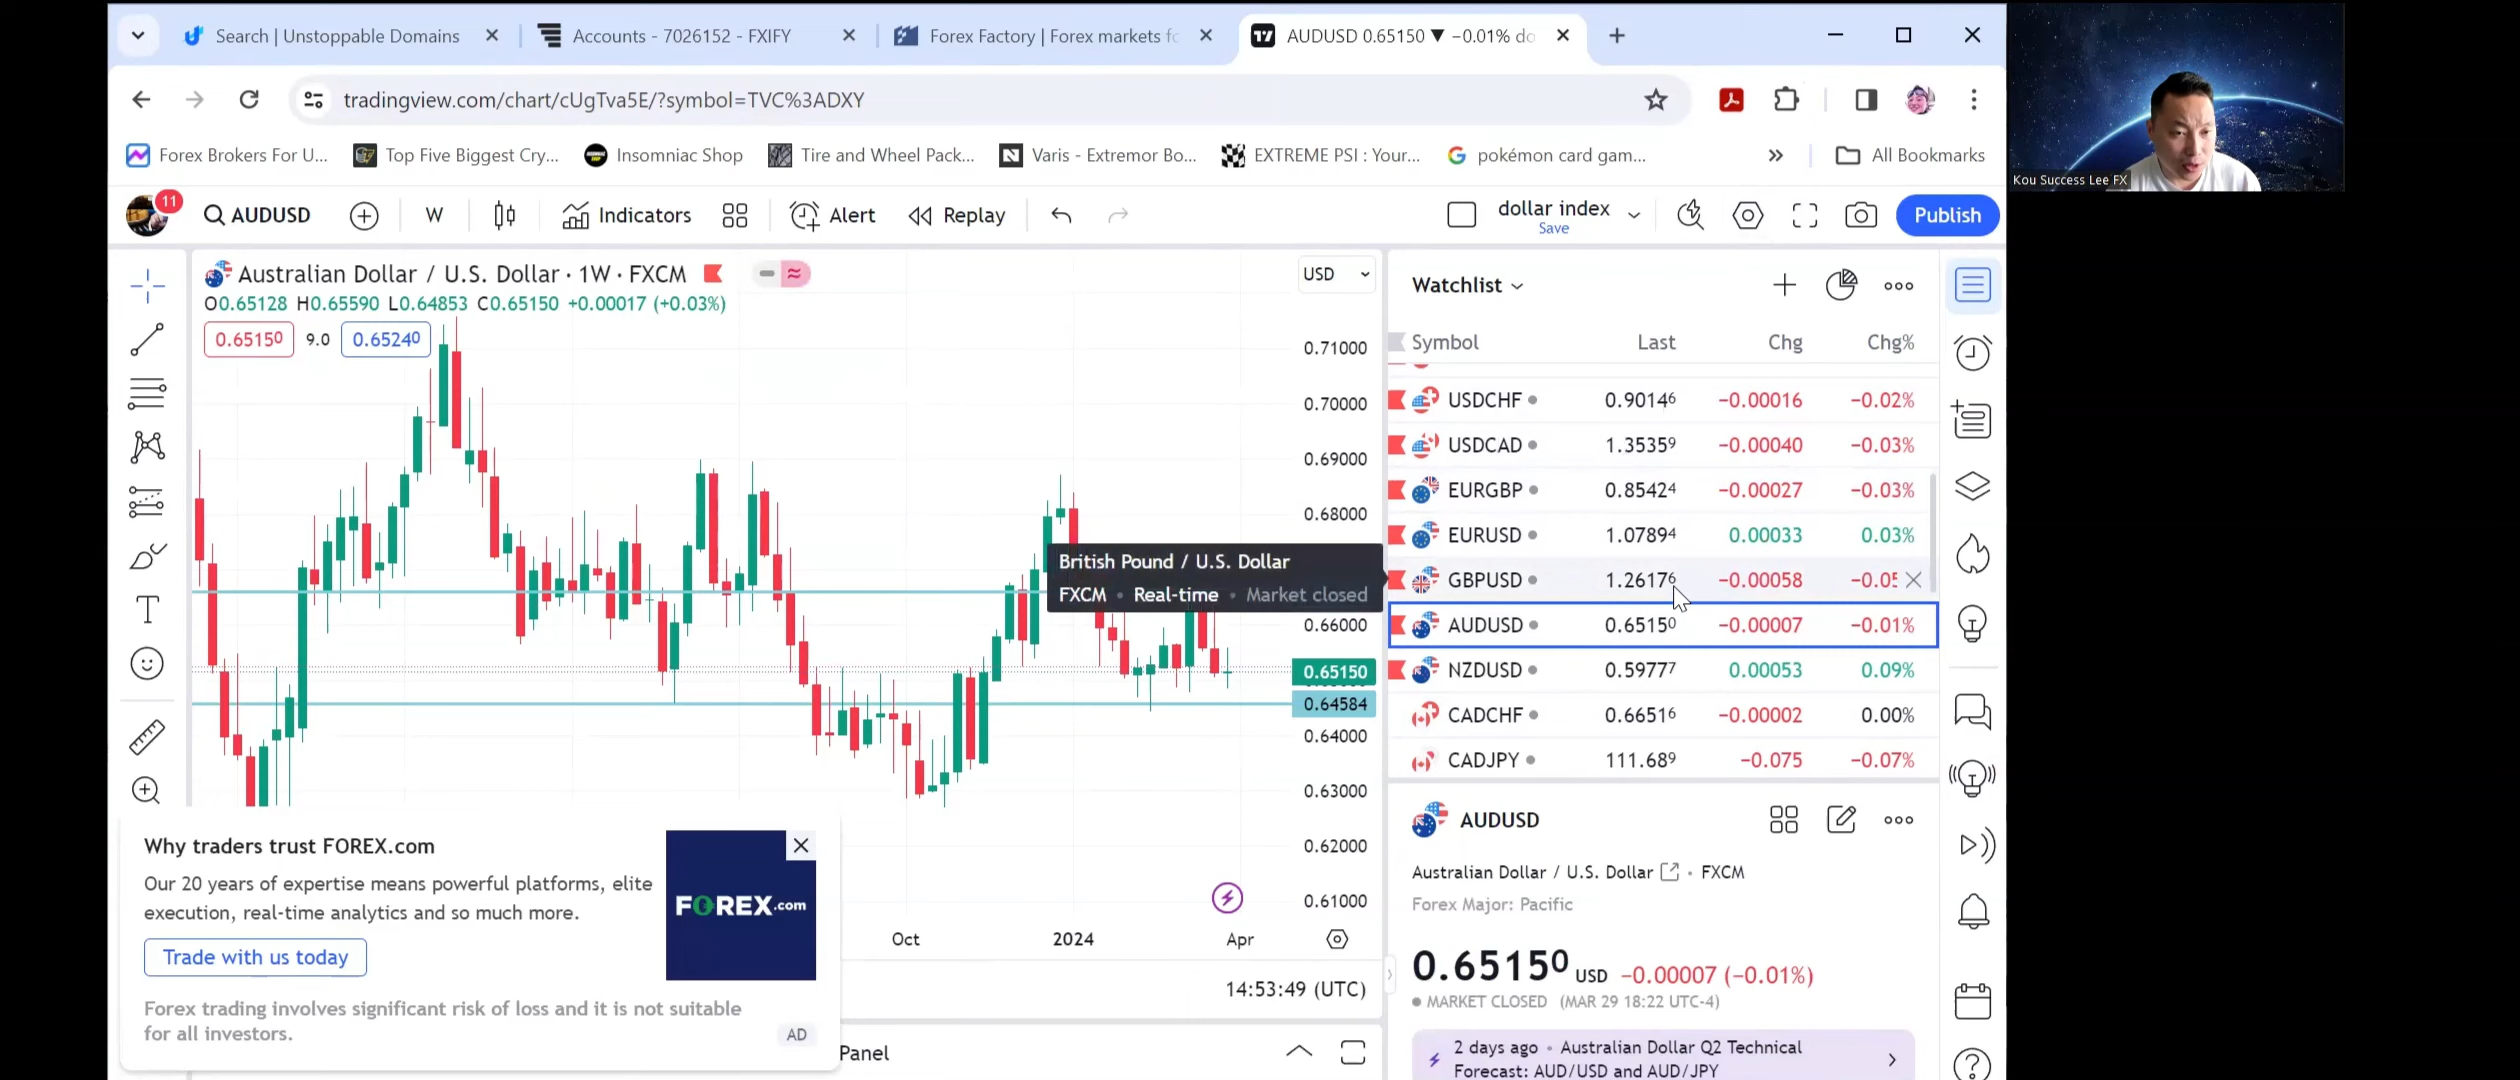 Search | Unstoppable Domains
Accounts - 7026152 - FXIFY
Forex Factory | Forex markets fo
AUDUSD 0.65150 ▼ −0.01% do
tradingview.com/chart/cUgTva5E/?symbol=TVC%3ADXY
Forex Brokers For U...
Top Five Biggest Cry...
Insomniac Shop
Tire and Wheel Pack...
Varis - Extremor Bo...
EXTREME PSI : Your...
pokémon card gam...
All Bookmarks
Kou Success Lee FX
11
AUDUSD
W
Indicators
Alert
Replay
dollar index
Save
Publish
Australian Dollar / U.S. Dollar · 1W · FXCM
USD
O0.65128 H0.65590 L0.64853 C0.65150 +0.00017 (+0.03%)
0.65150
9.0
0.65240
0.71000
0.70000
0.69000
0.68000
British Pound / U.S. Dollar
FXCM • Real-time • Market closed
0.66000
0.65150
0.64584
0.64000
0.63000
0.62000
0.61000
Oct
2024
Apr
14:53:49 (UTC)
Panel
Why traders trust FOREX.com
Our 20 years of expertise means powerful platforms, elite
execution, real-time analytics and so much more.
Trade with us today
Forex trading involves significant risk of loss and it is not suitable
for all investors.
FOREX.com
AD
Watchlist
Symbol Last Chg Chg%
USDCHF 0.90146 −0.00016 −0.02%
USDCAD 1.35359 −0.00040 −0.03%
EURGBP 0.85424 −0.00027 −0.03%
EURUSD 1.07894 0.00033 0.03%
GBPUSD 1.26176 −0.00058 −0.05
AUDUSD 0.65150 −0.00007 −0.01%
NZDUSD 0.59777 0.00053 0.09%
CADCHF 0.66516 −0.00002 0.00%
CADJPY 111.689 −0.075 −0.07%
AUDUSD
Australian Dollar / U.S. Dollar • FXCM
Forex Major: Pacific
0.65150 USD −0.00007 (−0.01%)
MARKET CLOSED (MAR 29 18:22 UTC-4)
2 days ago • Australian Dollar Q2 Technical
Forecast: AUD/USD and AUD/JPY